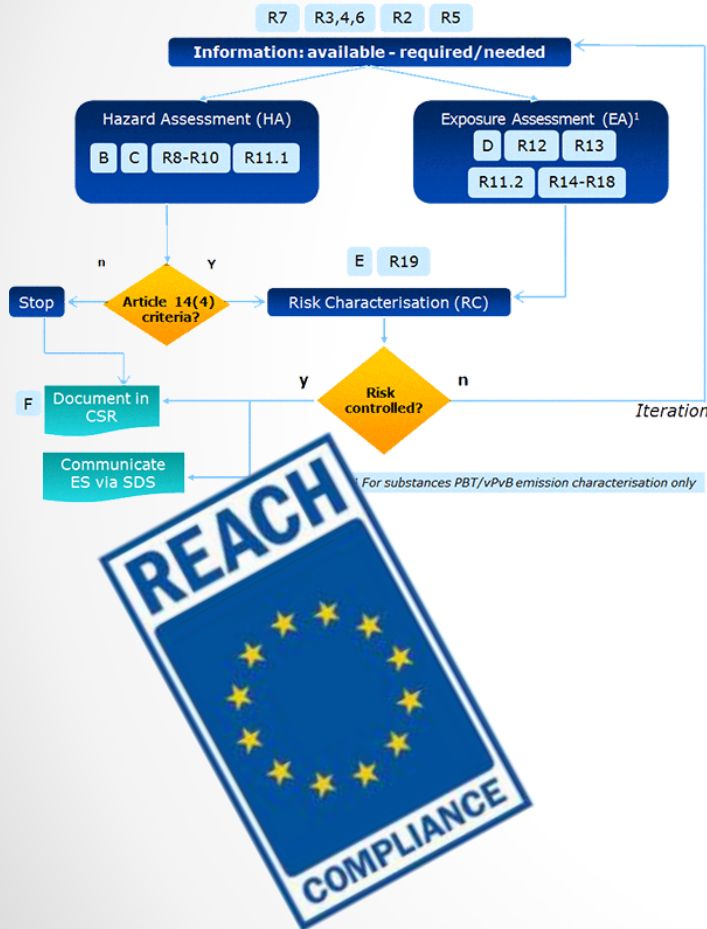 R7 R3,4,6 R2 R5
Information: available - required/needed
Hazard Assessment (HA)
B C R8-R10 R11.1
Exposure Assessment (EA)¹
D R12 R13
R11.2 R14-R18
n Y
E R19
Stop
Article 14(4)
criteria?
Risk Characterisation (RC)
y n
Risk
controlled?
Iteration
F
Document in
CSR
Communicate
ES via SDS
For substances PBT/vPvB emission characterisation only
REACH
COMPLIANCE